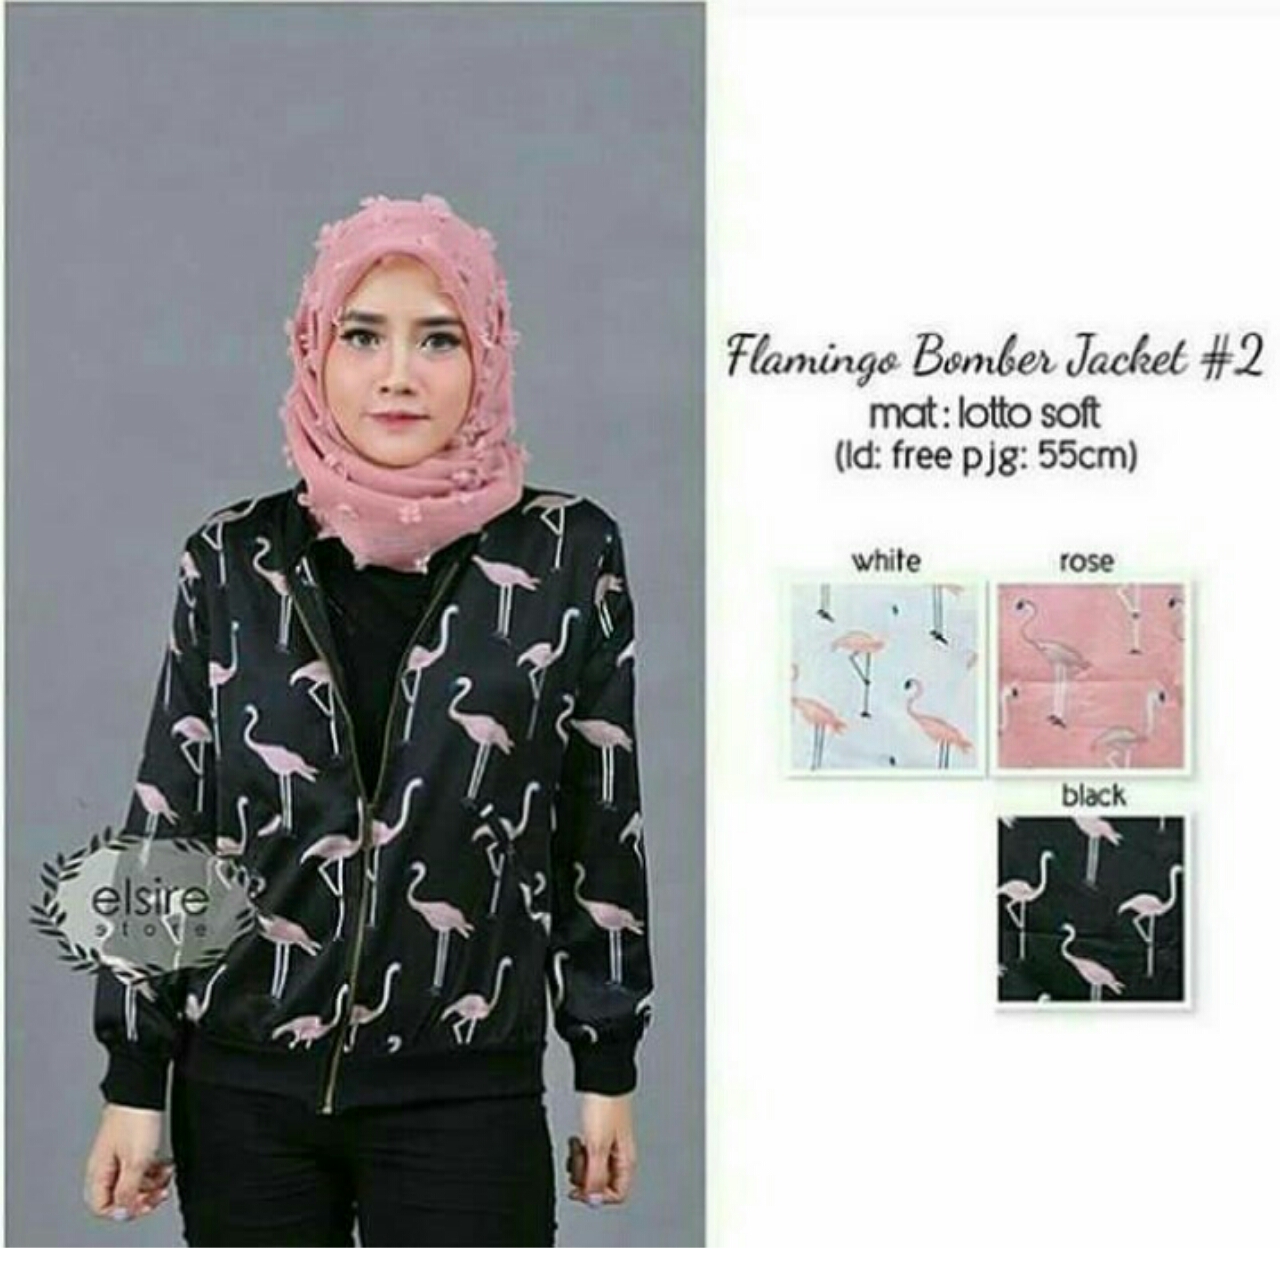 Flamingo Bomber Jacket #2
mat: lotto soft
(ld: free pjg: 55cm)
white
rose
black
elsire
store